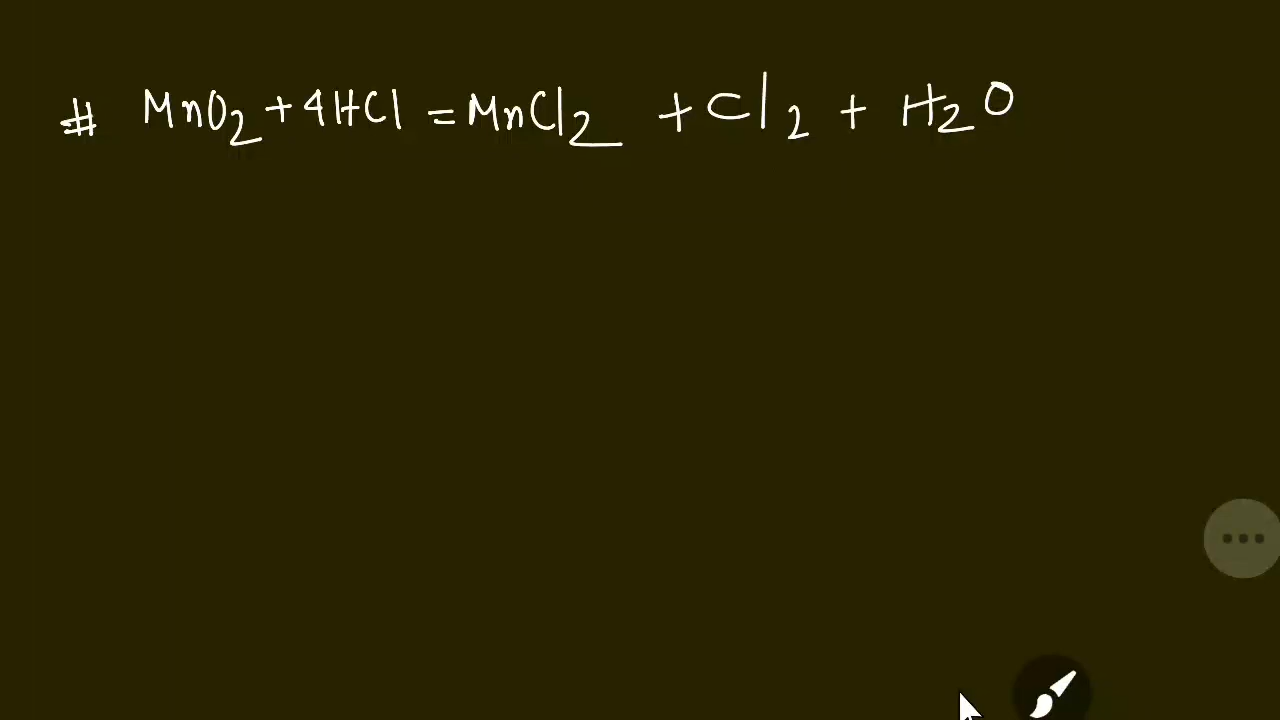 # MnO2 + 4HCl = MnCl2 + Cl2 + H2O